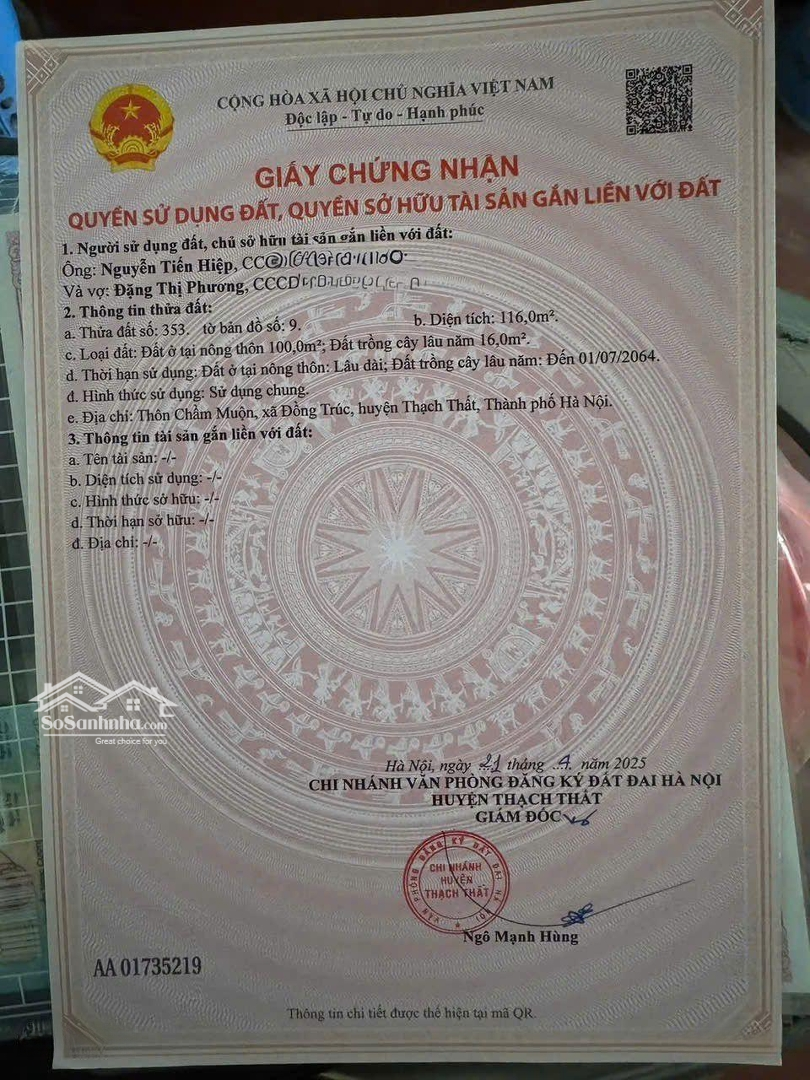 CỘNG HÒA XÃ HỘI CHỦ NGHĨA VIỆT NAM
Độc lập - Tự do - Hạnh phúc
GIẤY CHỨNG NHẬN
QUYỀN SỬ DỤNG ĐẤT, QUYỀN SỞ HỮU TÀI SẢN GẮN LIỀN VỚI ĐẤT
1. Người sử dụng đất, chủ sở hữu tài sản gắn liền với đất:
Ông: Nguyễn Tiến Hiệp,
Và vợ: Đặng Thị Phương, CCCD
2. Thông tin thửa đất:
a. Thửa đất số: 353. tờ bản đồ số: 9. b. Diện tích: 116,0m².
c. Loại đất: Đất ở tại nông thôn 100,0m²; Đất trồng cây lâu năm 16,0m².
d. Thời hạn sử dụng: Đất ở tại nông thôn: Lâu dài; Đất trồng cây lâu năm: Đến 01/07/2064.
đ. Hình thức sử dụng: Sử dụng chung.
e. Địa chỉ: Thôn Chầm Muộn, xã Đồng Trúc, huyện Thạch Thất, Thành phố Hà Nội.
3. Thông tin tài sản gắn liền với đất:
a. Tên tài sản: -/-
b. Diện tích sử dụng: -/-
c. Hình thức sở hữu: -/-
d. Thời hạn sở hữu: -/-
đ. Địa chỉ: -/-
SoSanhnha.com
Great choice for you
Hà Nội, ngày 21 tháng 4 năm 2025
CHI NHÁNH VĂN PHÒNG ĐĂNG KÝ ĐẤT ĐAI HÀ NỘI
HUYỆN THẠCH THẤT
GIÁM ĐỐC
VĂN PHÒNG ĐĂNG KÝ ĐẤT ĐAI HÀ NỘI
CHI NHÁNH
HUYỆN
THẠCH THẤT
Ngô Mạnh Hùng
AA 01735219
Thông tin chi tiết được thể hiện tại mã QR.